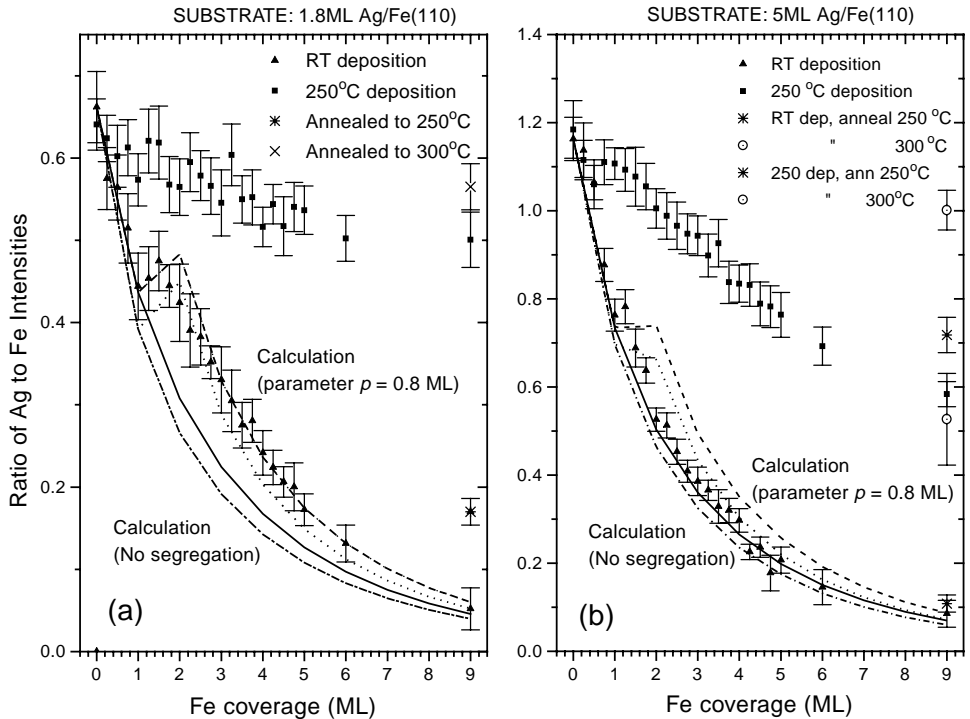 SUBSTRATE: 1.8ML Ag/Fe(110)
RT deposition
250°C deposition
Annealed to 250°C
Annealed to 300°C
0.6
0.4
0.2
0.0
Ratio of Ag to Fe Intensities
Calculation
(parameter p = 0.8 ML)
Calculation
(No segregation)
(a)
0 1 2 3 4 5 6 7 8 9
Fe coverage (ML)
SUBSTRATE: 5ML Ag/Fe(110)
RT deposition
250 °C deposition
RT dep, anneal 250 °C
" 300 °C
250 dep, ann 250°C
" 300°C
1.4
1.2
1.0
0.8
0.6
0.4
0.2
0.0
Calculation
(parameter p = 0.8 ML)
Calculation
(No segregation)
(b)
0 1 2 3 4 5 6 7 8 9
Fe coverage (ML)